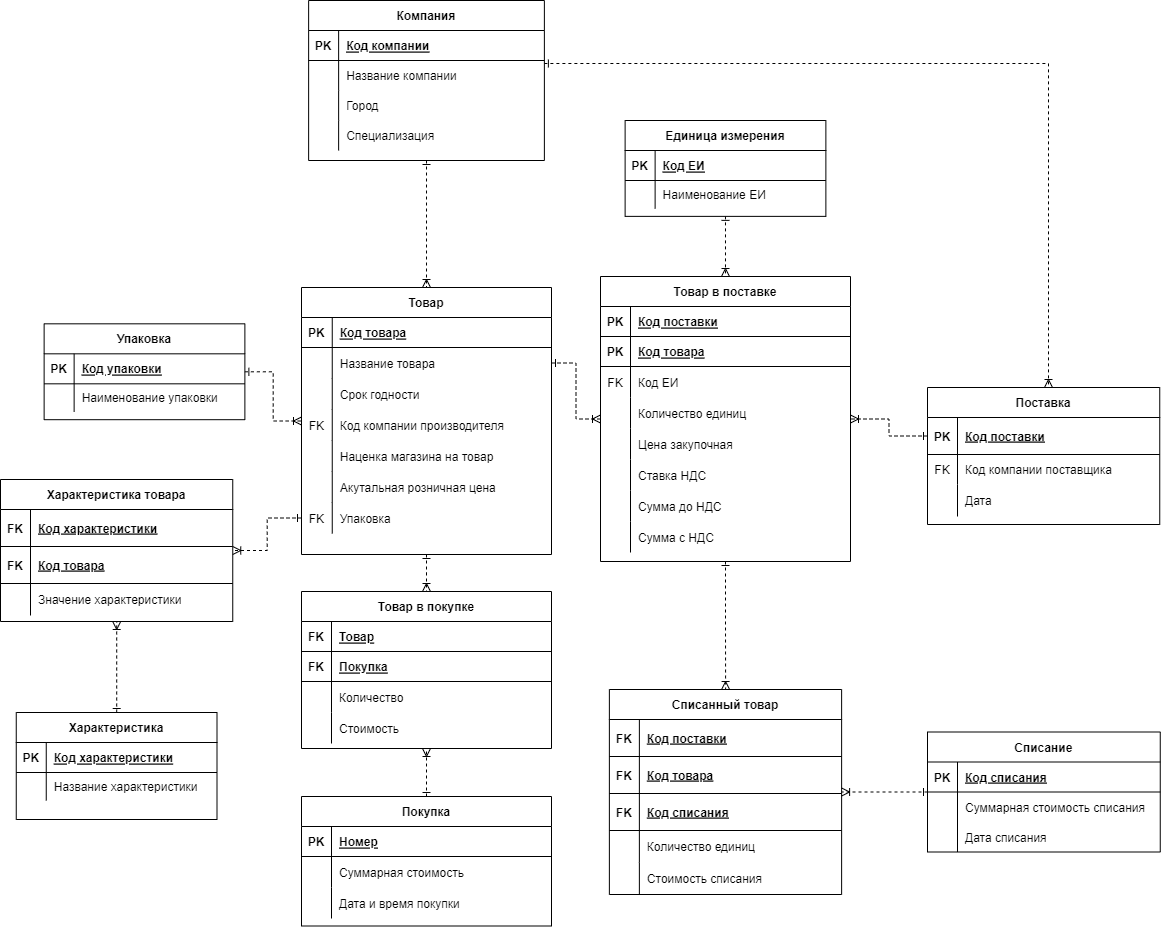 Компания
PK Код компании
Название компании
Город
Специализация
Единица измерения
PK Код ЕИ
Наименование ЕИ
Товар
PK Код товара
Название товара
Срок годности
FK Код компании производителя
Наценка магазина на товар
Акутальная розничная цена
FK Упаковка
Товар в поставке
PK Код поставки
PK Код товара
FK Код ЕИ
Количество единиц
Цена закупочная
Ставка НДС
Сумма до НДС
Сумма с НДС
Упаковка
PK Код упаковки
Наименование упаковки
Поставка
PK Код поставки
FK Код компании поставщика
Дата
Характеристика товара
FK Код характеристики
FK Код товара
Значение характеристики
Товар в покупке
FK Товар
FK Покупка
Количество
Стоимость
Характеристика
PK Код характеристики
Название характеристики
Списанный товар
FK Код поставки
FK Код товара
FK Код списания
Количество единиц
Стоимость списания
Списание
PK Код списания
Суммарная стоимость списания
Дата списания
Покупка
PK Номер
Суммарная стоимость
Дата и время покупки